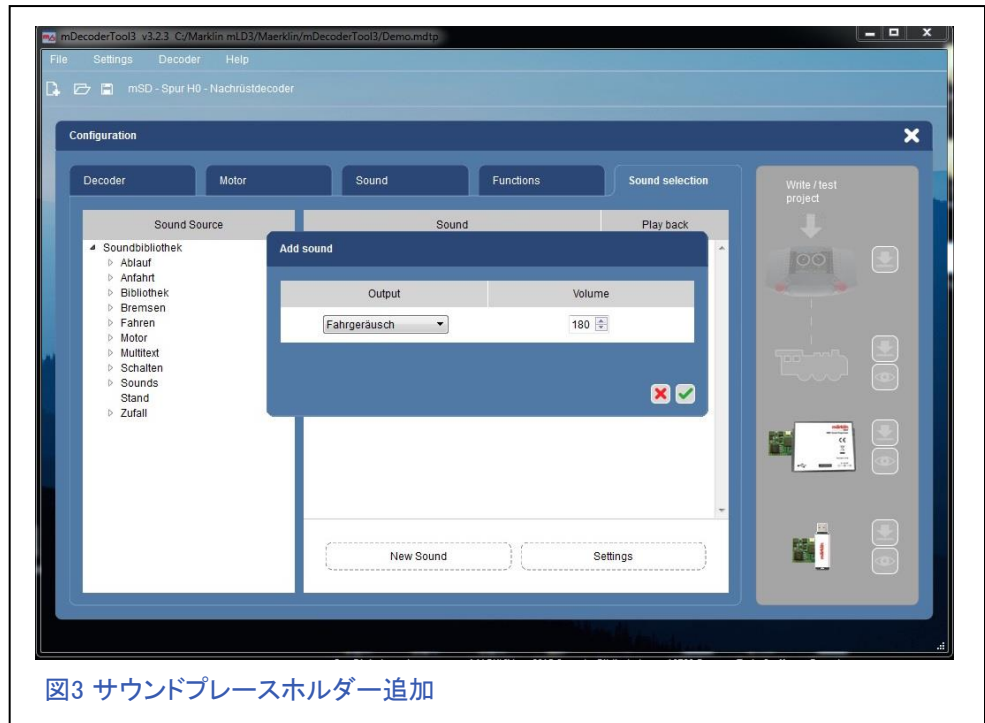 mDecoderTool3 v3.2.3 C:/Marklin mLD3/Maerklin/mDecoderTool3/Demo.mdtp
File Settings Decoder Help
mSD - Spur H0 - Nachrüstdecoder
Configuration
Decoder Motor Sound Functions Sound selection
Write / test
project
Sound Source Sound Play back
Soundbibliothek
Ablauf
Anfahrt
Bibliothek
Bremsen
Fahren
Motor
Multitext
Schalten
Sounds
Stand
Zufall
Add sound
Output Volume
Fahrgeräusch 180
New Sound Settings
図3 サウンドプレースホルダー追加